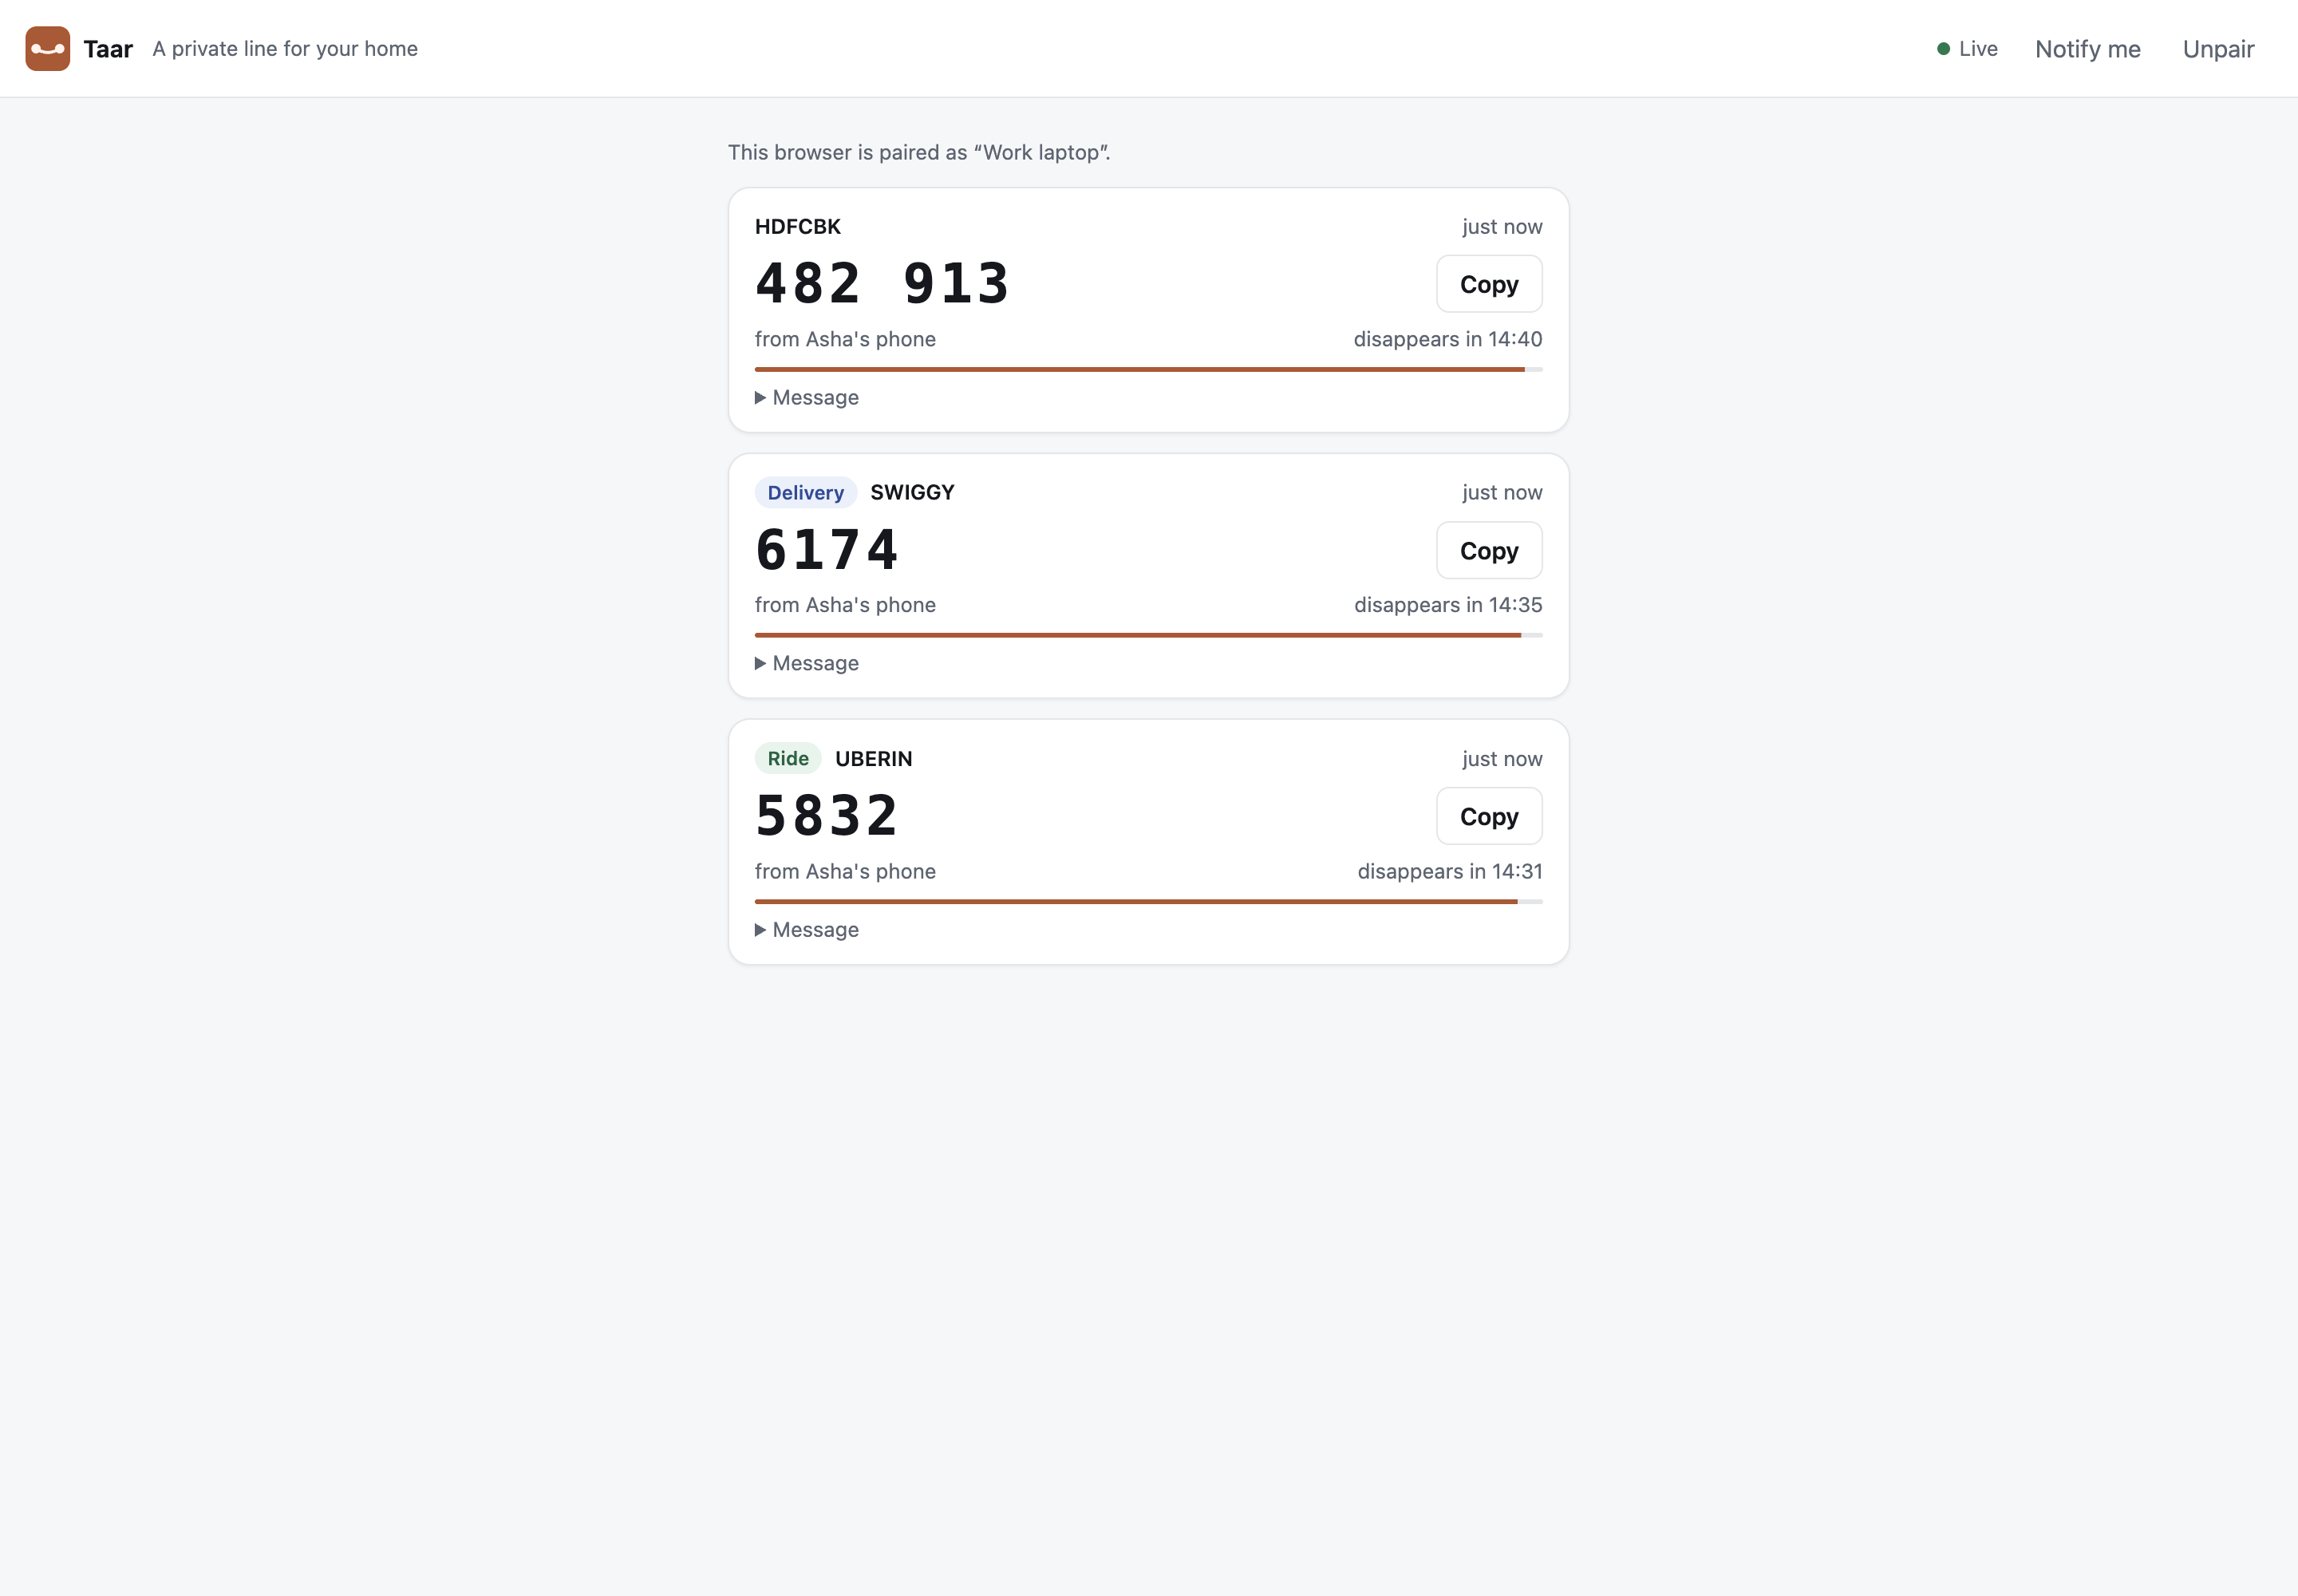 Taar A private line for your home Live Notify me Unpair
This browser is paired as “Work laptop”.
HDFCBK just now
482 913 Copy
from Asha's phone disappears in 14:40
Message
Delivery SWIGGY just now
6174 Copy
from Asha's phone disappears in 14:35
Message
Ride UBERIN just now
5832 Copy
from Asha's phone disappears in 14:31
Message